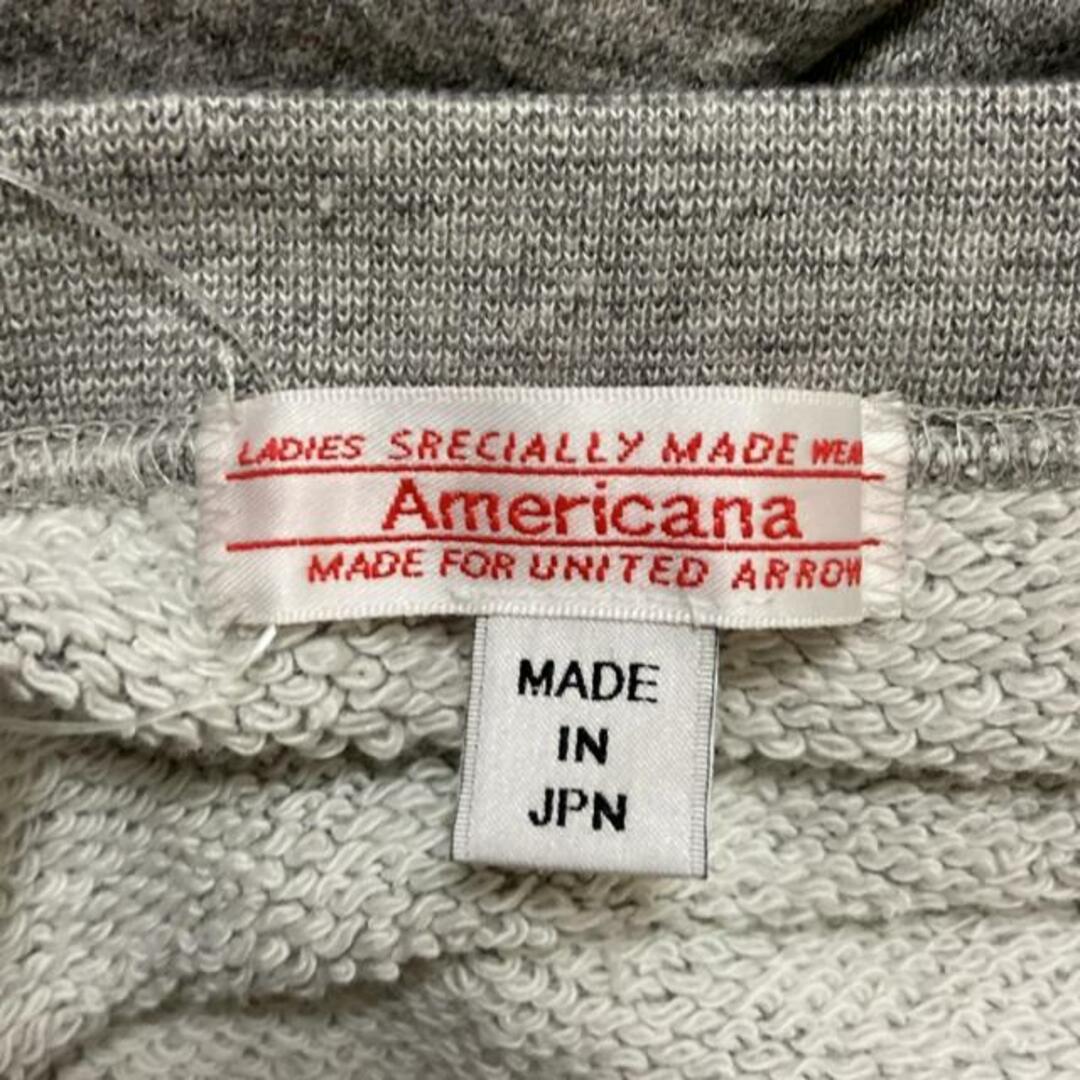 LADIES SRECIALLY MADE WEA
Americana
MADE FOR UNITED ARROW
MADE
IN
JPN